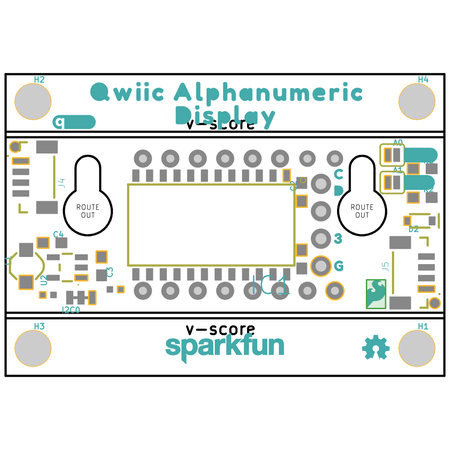 H2
H4
Qwiic Alphanumeric
Display
q
v-score
A0
J4
A1
C
D
ROUTE
OUT
ROUTE
OUT
D2
C4
3
J5
C3
G
U2
IC1
v-score
H3
H1
sparkfun